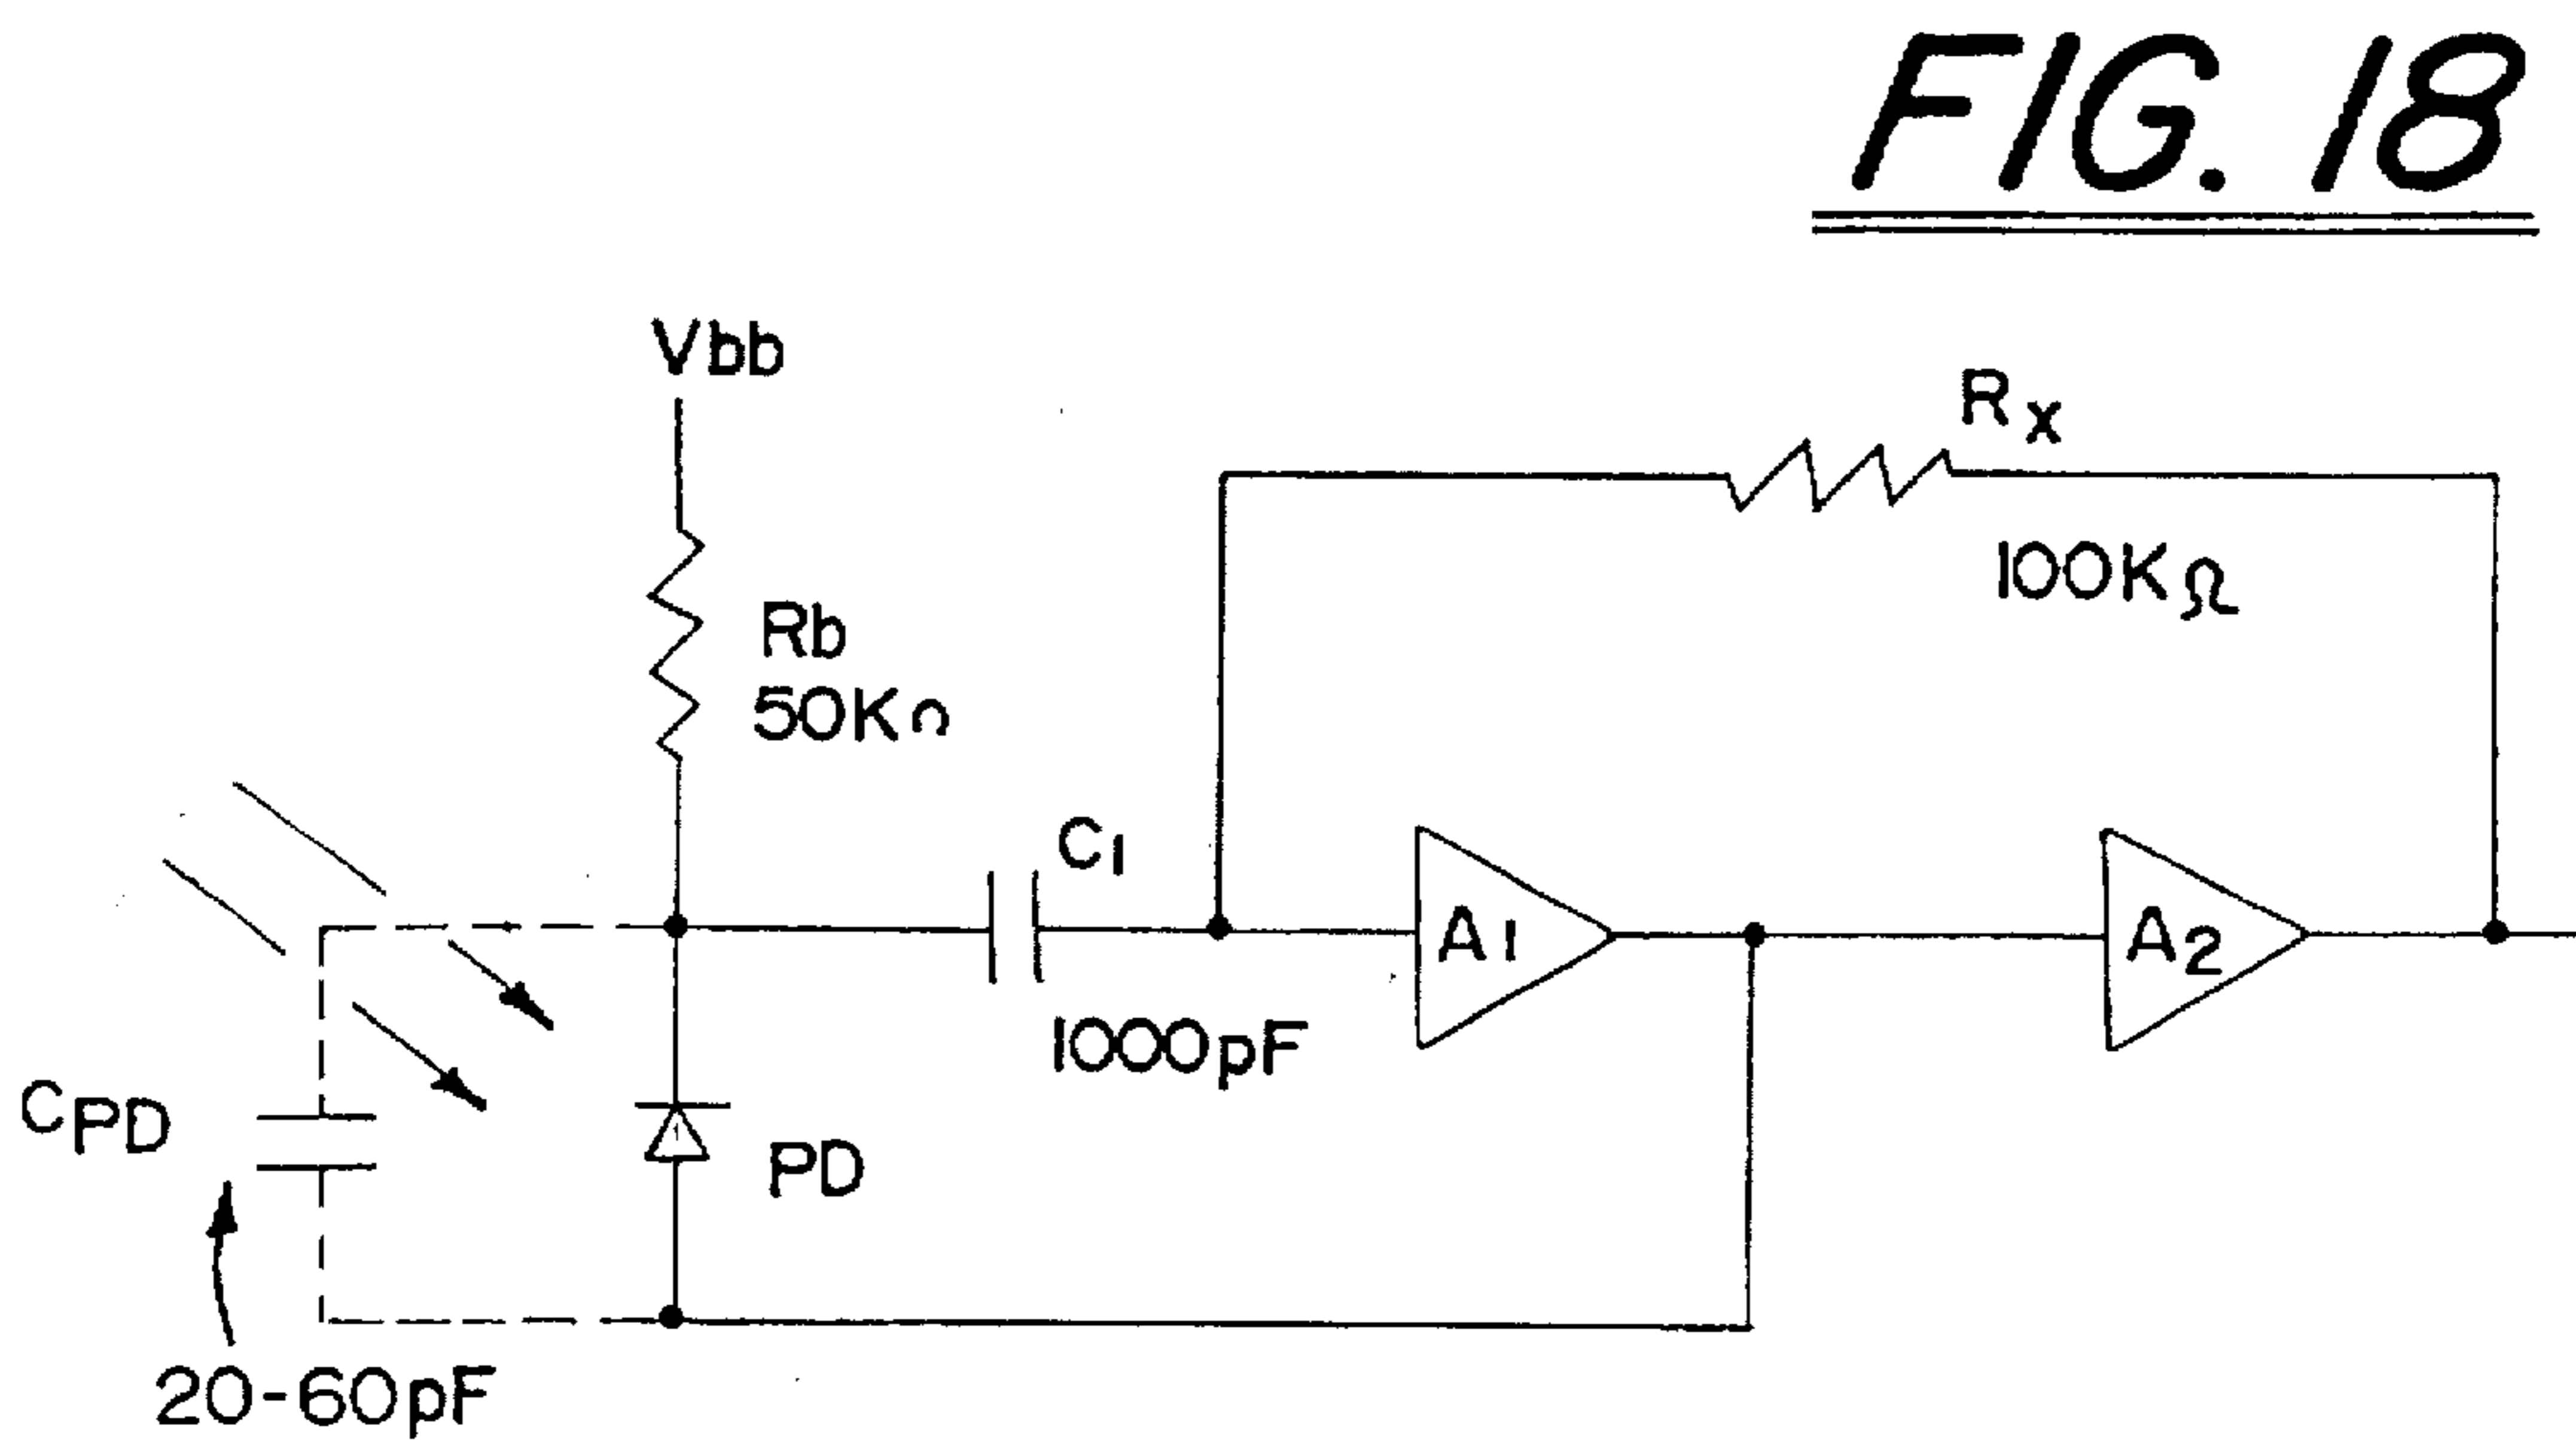 FIG. 18
Vbb
Rx
100KΩ
Rb
50KΩ
C1
A1
A2
1000pF
CPD
PD
20-60pF